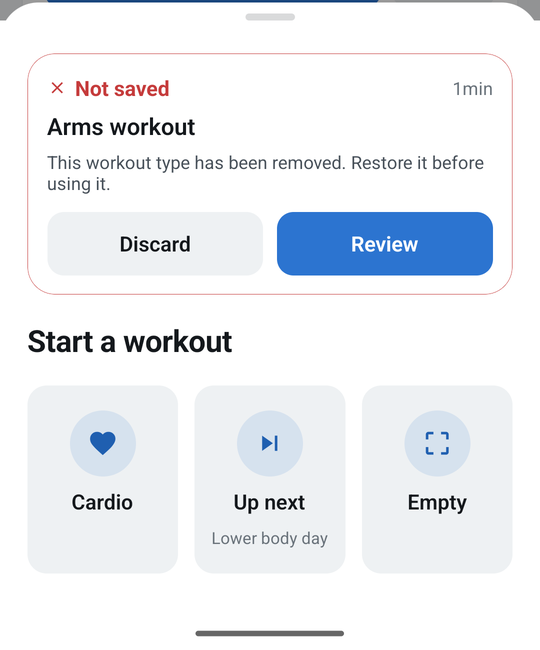 Not saved
1min
Arms workout
This workout type has been removed. Restore it before
using it.
Discard
Review
Start a workout
Cardio
Up next
Empty
Lower body day